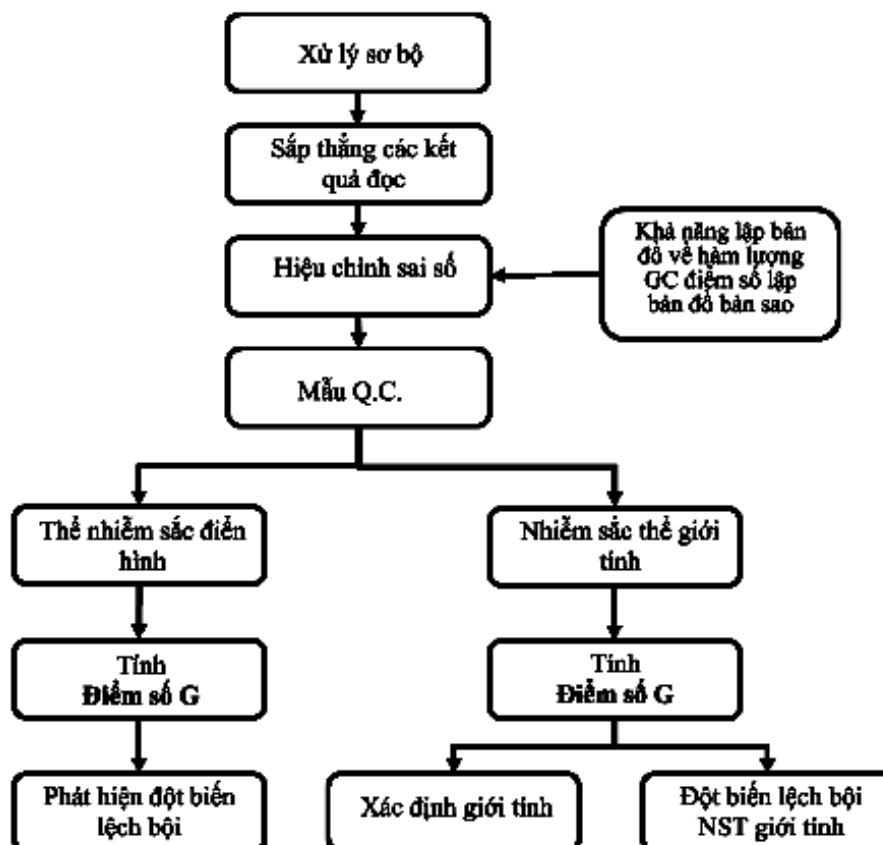 Xử lý sơ bộ
Sắp thẳng các kết
quả đọc
Hiệu chỉnh sai số
Khả năng lập bản
đồ về hàm lượng
GC điểm số lập
bản đồ bản sao
Mẫu Q.C.
Thể nhiễm sắc điển
hình
Nhiễm sắc thể giới
tính
Tính
Điểm số G
Tính
Điểm số G
Phát hiện đột biến
lệch bội
Xác định giới tính
Đột biến lệch bội
NST giới tính